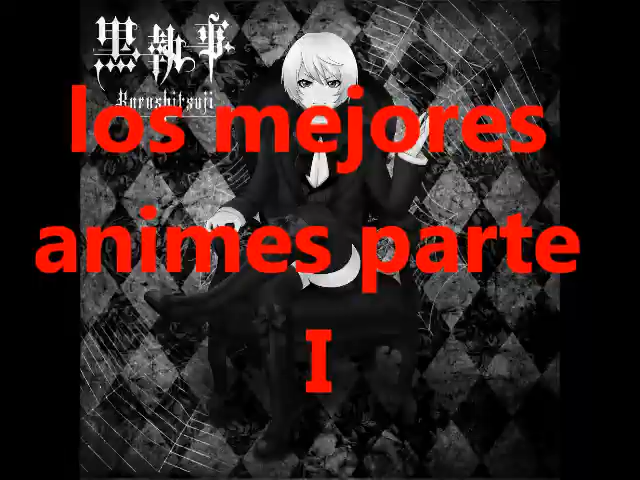 黒執事
Kuroshitsuji
los mejores
animes parte
I